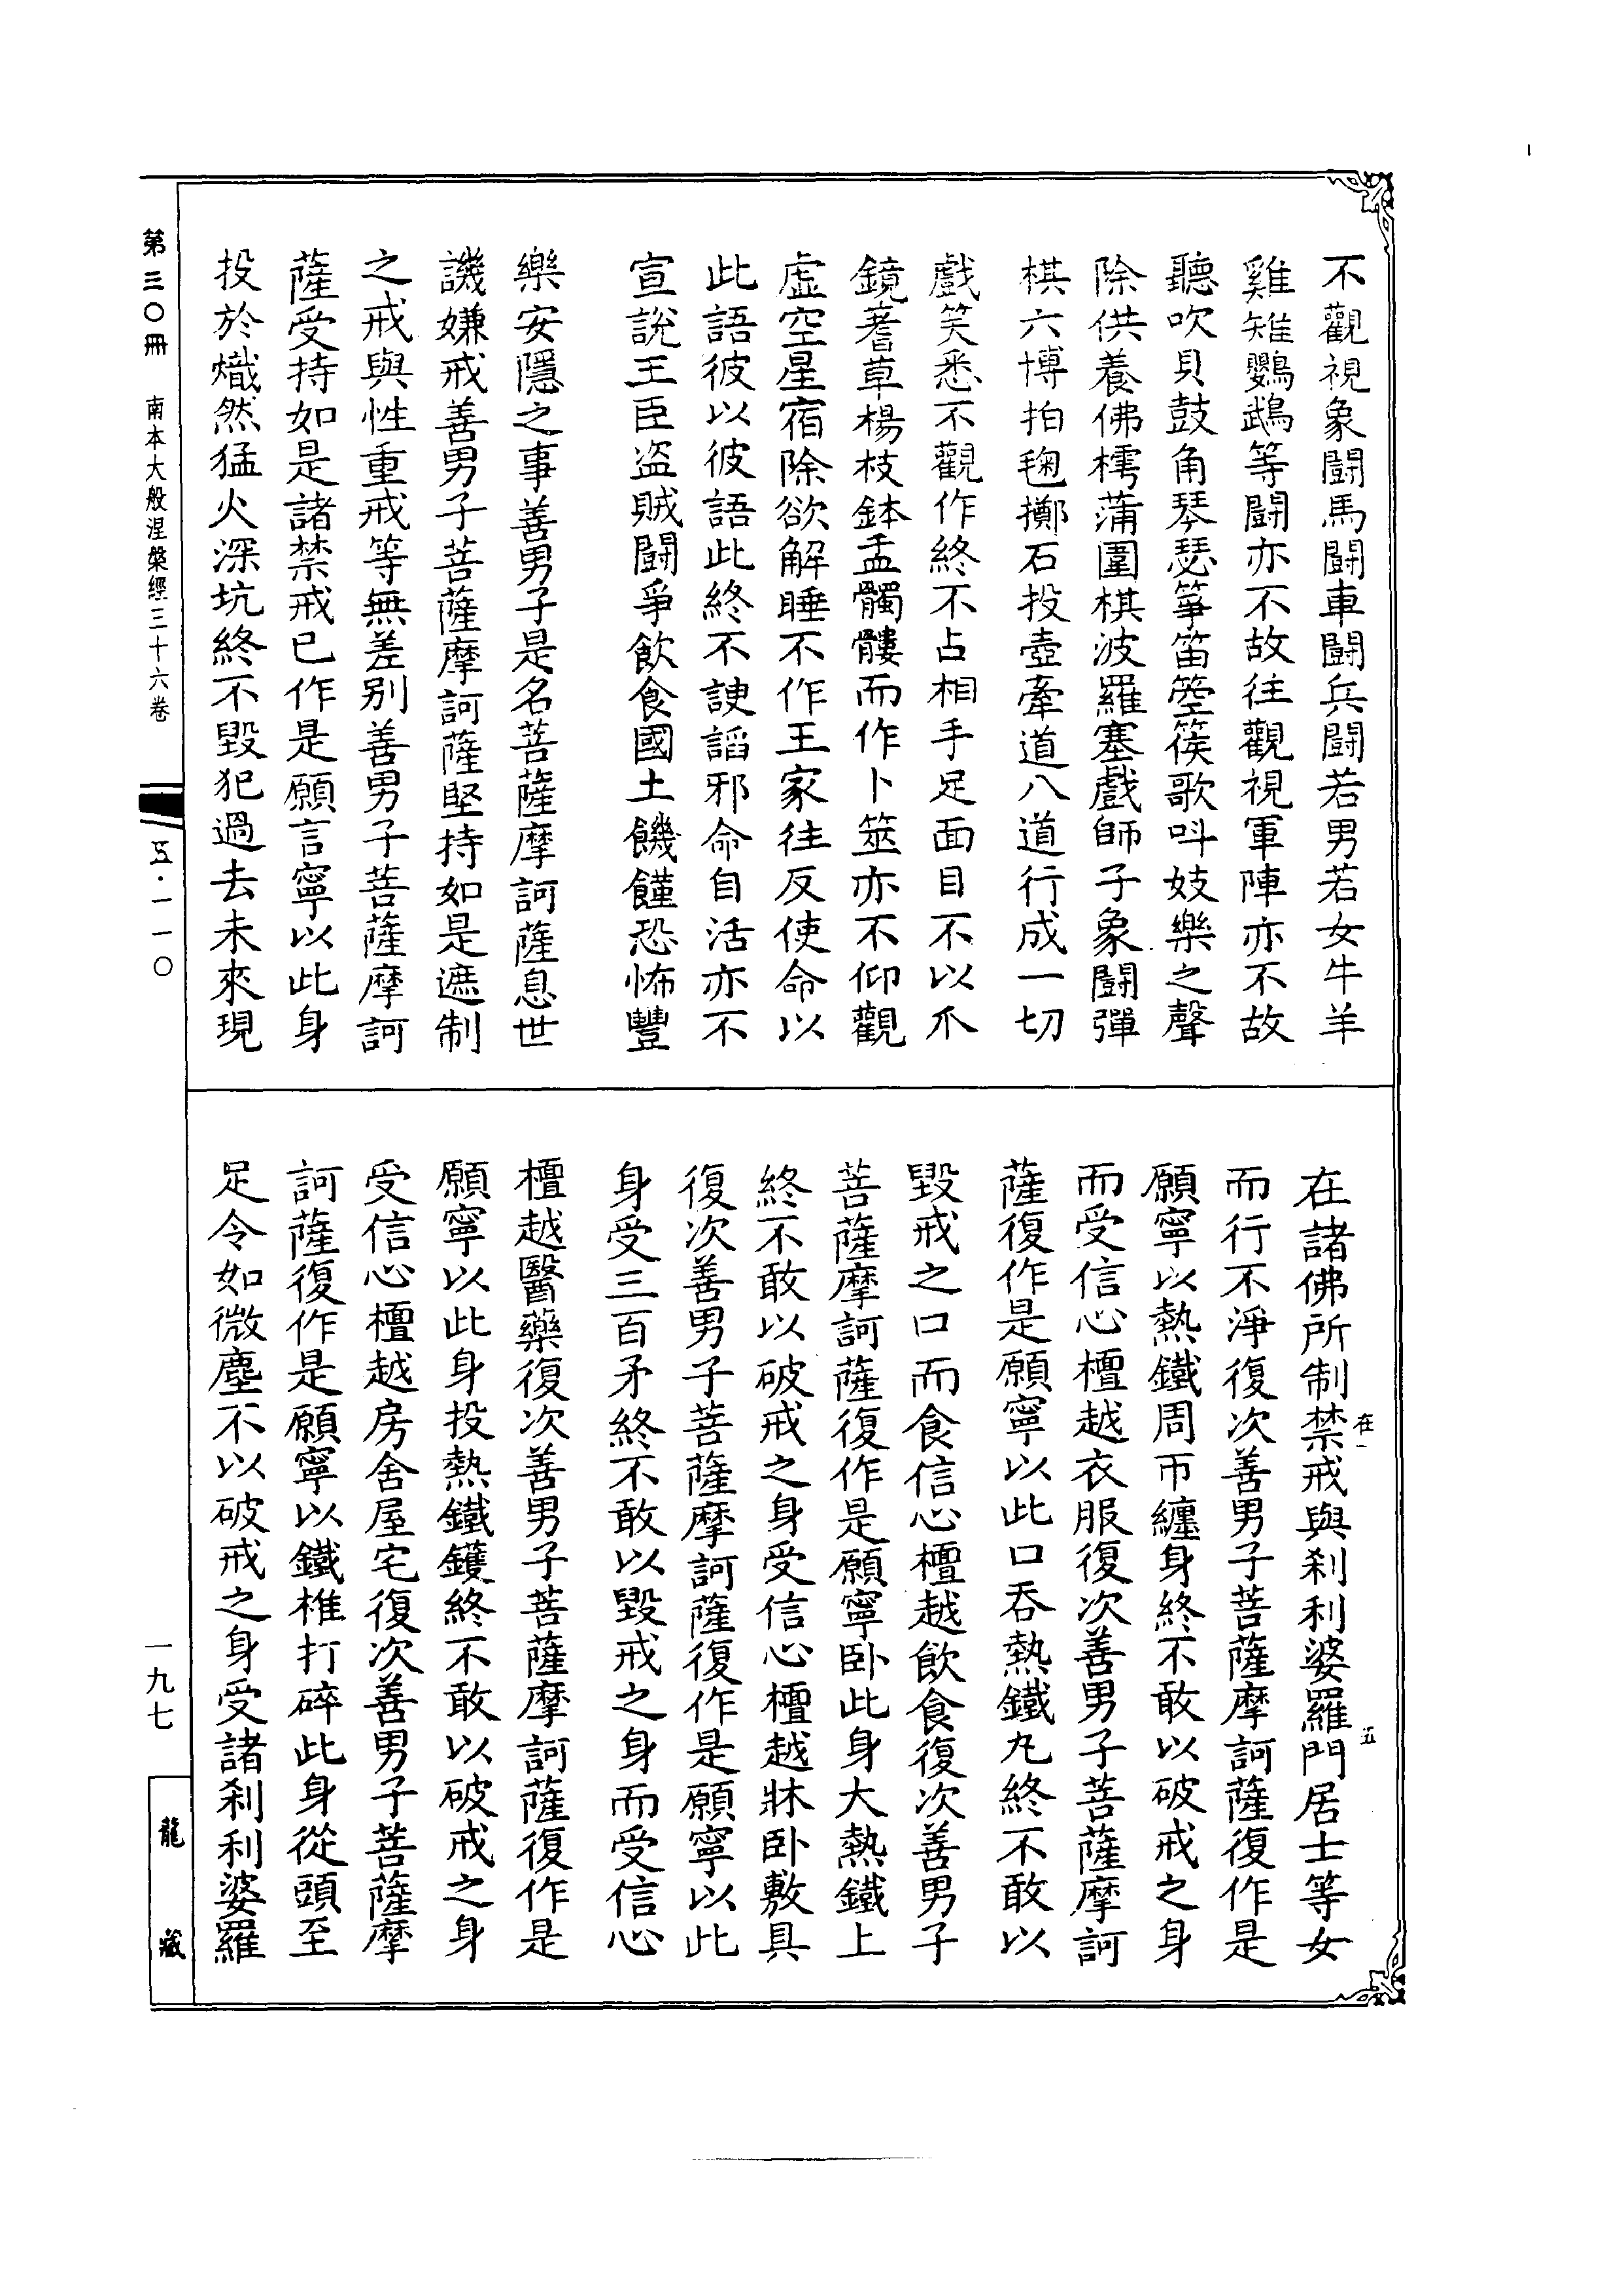 不觀視象鬪馬鬪車鬪兵鬪若男若女牛羊
雞雉鸚鵡等鬪亦不故往觀視軍陣亦不故
聽吹貝鼓角琴瑟箏笛箜篌歌叫妓樂之聲
除供養佛樗蒲圍棋波羅塞戲師子象鬪彈
棋六博拍毱擲石投壺牽道八道行成一切
戲笑悉不觀作終不占相手足面目不以爪
鏡蓍草楊枝鉢盂髑髏而作卜筮亦不仰觀
虛空星宿除欲解睡不作王家往反使命以
此語彼以彼語此終不諛諂邪命自活亦不
宣說王臣盜賊鬪爭飲食國土饑饉恐怖豐
樂安隱之事善男子是名菩薩摩訶薩息世
譏嫌戒善男子菩薩摩訶薩堅持如是遮制
之戒與性重戒等無差別善男子菩薩摩訶
薩受持如是諸禁戒已作是願言寧以此身
投於熾然猛火深坑終不毀犯過去未來現
在諸佛所制禁戒與剎利婆羅門居士等女
而行不淨復次善男子菩薩摩訶薩復作是
願寧以熱鐵周帀纏身終不敢以破戒之身
而受信心檀越衣服復次善男子菩薩摩訶
薩復作是願寧以此口吞熱鐵丸終不敢以
毀戒之口而食信心檀越飲食復次善男子
菩薩摩訶薩復作是願寧卧此身大熱鐵上
終不敢以破戒之身受信心檀越牀卧敷具
復次善男子菩薩摩訶薩復作是願寧以此
身受三百矛終不敢以毀戒之身而受信心
檀越醫藥復次善男子菩薩摩訶薩復作是
願寧以此身投熱鐵鑊終不敢以破戒之身
受信心檀越房舍屋宅復次善男子菩薩摩
訶薩復作是願寧以鐵椎打碎此身從頭至
足令如微塵不以破戒之身受諸剎利婆羅
在一
五
第三〇冊 南本大般涅槃經三十六卷
五·一一〇
一九七
龍藏